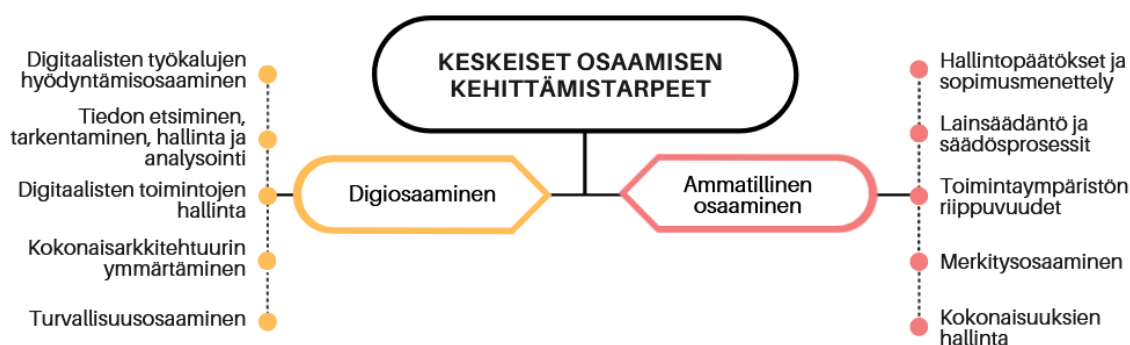 KESKEISET OSAAMISEN
KEHITTÄMISTARPEET
Digiosaaminen
Digitaalisten työkalujen
hyödyntämisosaaminen
Tiedon etsiminen,
tarkentaminen, hallinta ja
analysointi
Digitaalisten toimintojen
hallinta
Kokonaisarkkitehtuurin
ymmärtäminen
Turvallisuusosaaminen
Ammatillinen
osaaminen
Hallintopäätökset ja
sopimusmenettely
Lainsäädäntö ja
säädösprosessit
Toimintaympäristön
riippuvuudet
Merkitysosaaminen
Kokonaisuuksien
hallinta